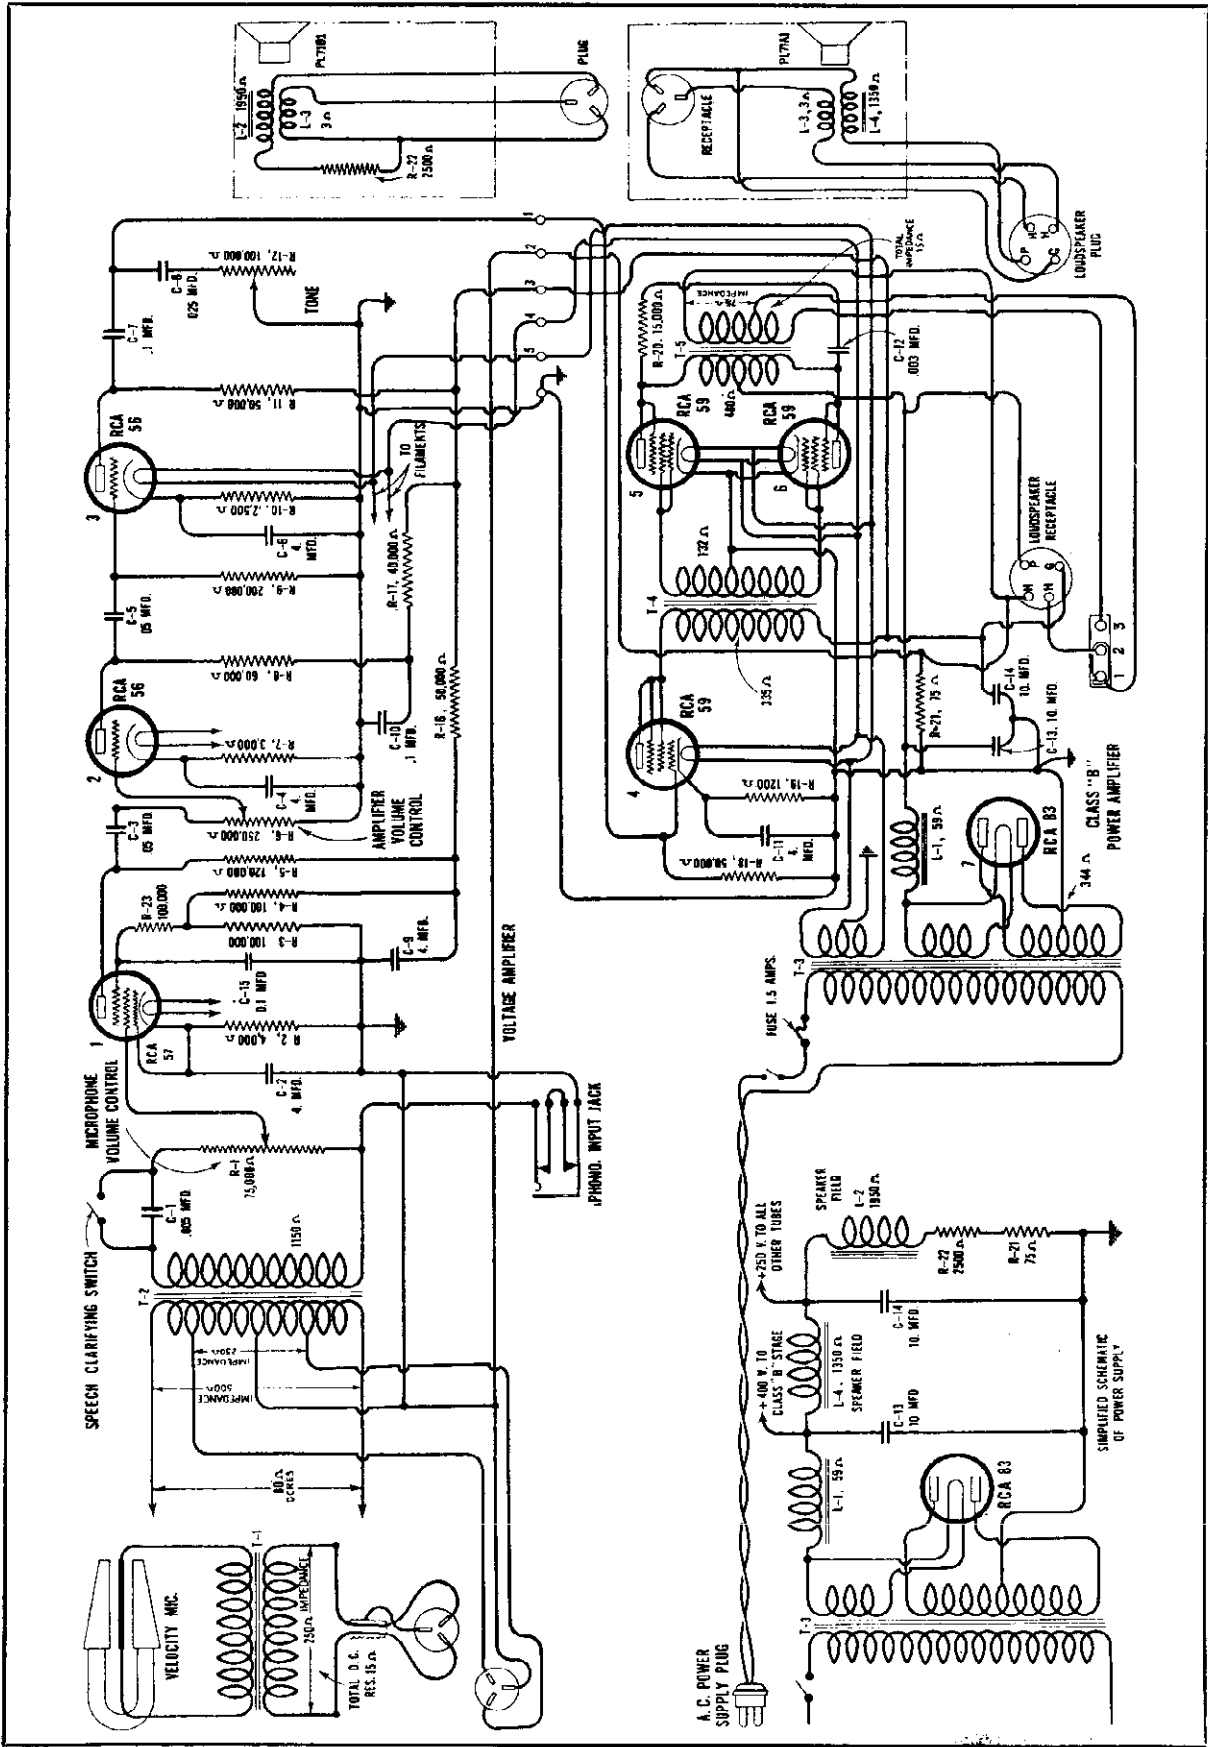 SPEECH CLARIFYING SWITCH
MICROPHONE
VOLUME CONTROL
VELOCITY MIC.
T-1
IMPEDANCE
250Ω
TOTAL D.C.
RES. 15Ω
80Ω
DCRES
500Ω
IMPEDANCE
250Ω
IMPEDANCE
T-2
1150Ω
C-1
.005 MFD.
R-1
75,000Ω
PHONO. INPUT JACK
1
RCA
57
C-2
4. MFD.
R 2, 4,000Ω
C-15
0.1 MFD
R-23
100,000
R-3
100,000
R-4, 100,000Ω
R-5, 120,000Ω
C-9
4. MFD.
VOLTAGE AMPLIFIER
C-3
.05 MFD.
R-6, 250,000Ω
AMPLIFIER
VOLUME
CONTROL
2
RCA
56
C-4
4.
MFD.
R-7, 3,000Ω
R-8, 60,000Ω
C-10
.1 MFD.
R-16, 50,000Ω
R-17, 40,000Ω
C-5
.05 MFD.
R-9, 200,000Ω
3
RCA
56
C-6
4.
MFD.
R-10, 2,500Ω
TO
FILAMENTS
R-11, 50,000Ω
C-7
.1 MFD.
C-8
.025 MFD.
R-12, 100,000Ω
TONE
5
4
3
2
1
L-2 1950Ω
L-3
3Ω
R-22
2500Ω
PL71B1
PLUG
PL71A1
RECEPTACLE
L-3, 3Ω
L-4, 1350Ω
LOUDSPEAKER
PLUG
P
H
H
G
4
RCA
59
C-11
4.
MFD.
R-18, 50,000Ω
R-19, 1200Ω
T-4
335Ω
132Ω
5
RCA
59
6
RCA
59
480Ω
T-5
R-20, 15,000Ω
IMPEDANCE
TOTAL
IMPEDANCE
15Ω
C-12
.003 MFD.
R-21, 75Ω
C-14
10. MFD.
C-13, 10. MFD.
LOUDSPEAKER
RECEPTACLE
P
H
H
G
1 2 3
L-1, 59Ω
7
RCA 83
CLASS "B"
POWER AMPLIFIER
344Ω
T-3
FUSE 1.5 AMPS.
A.C. POWER
SUPPLY PLUG
T-3
RCA 83
L-1, 59Ω
+400 V. TO
CLASS "B" STAGE
C-13
10 MFD
L-4, 1350Ω
SPEAKER FIELD
+250 V. TO ALL
OTHER TUBES
C-14
10. MFD.
SPEAKER
FIELD
L-2
1950Ω
R-22
2500Ω
R-21
75Ω
SIMPLIFIED SCHEMATIC
OF POWER SUPPLY